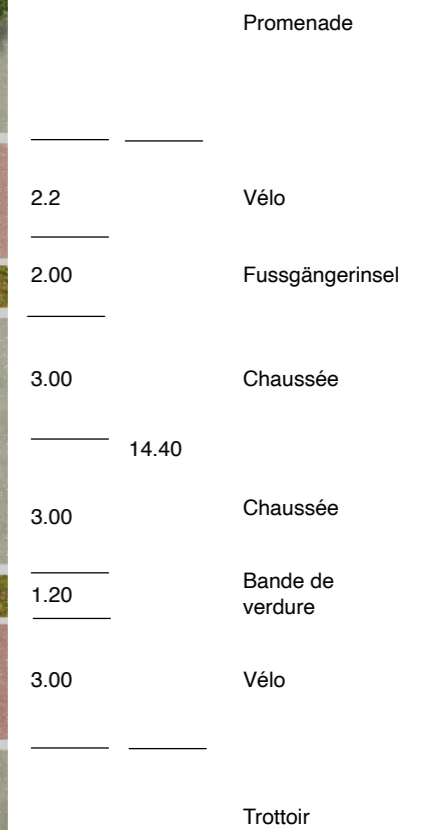 Promenade
2.2 Vélo
2.00 Fussgängerinsel
3.00 Chaussée
14.40
3.00 Chaussée
1.20 Bande de
verdure
3.00 Vélo
Trottoir